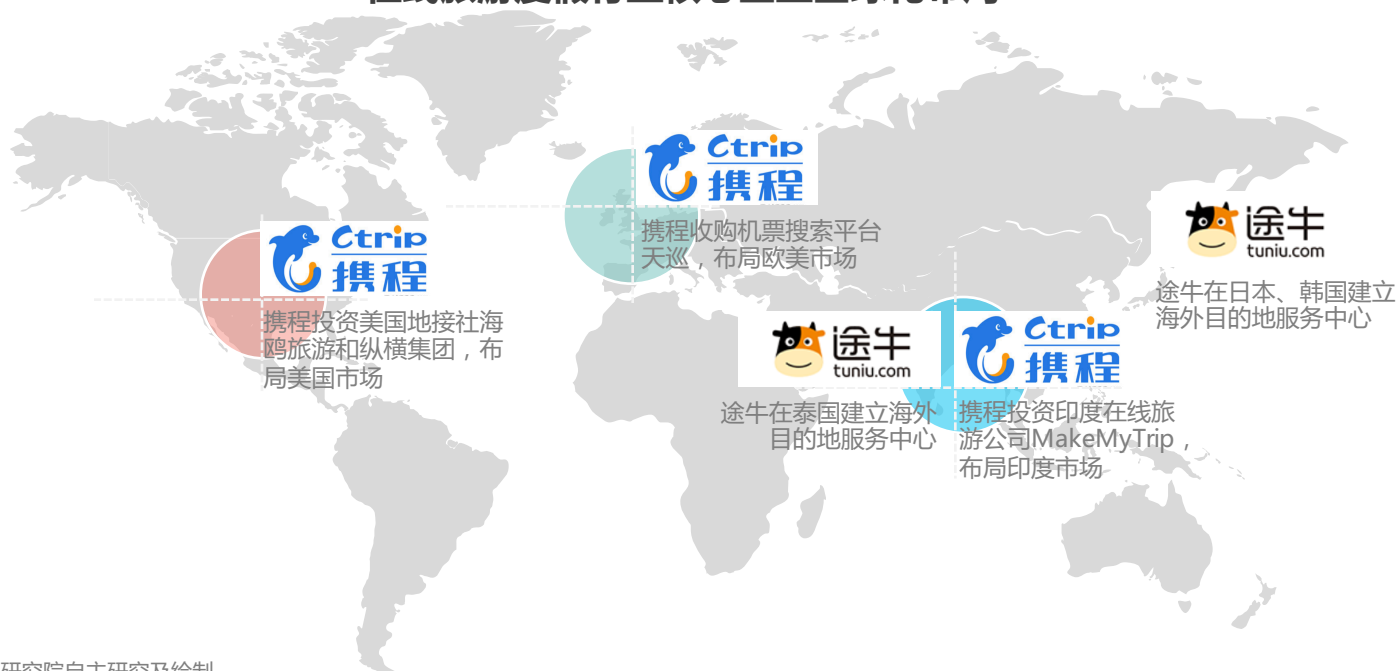 Ctrip
携程
携程收购机票搜索平台
天巡，布局欧美市场
途牛
tuniu.com
途牛在日本、韩国建立
海外目的地服务中心
Ctrip
携程
携程投资美国地接社海
鸥旅游和纵横集团，布
局美国市场
途牛
tuniu.com
途牛在泰国建立海外
目的地服务中心
Ctrip
携程
携程投资印度在线旅
游公司MakeMyTrip，
布局印度市场
研究院自主研究及绘制